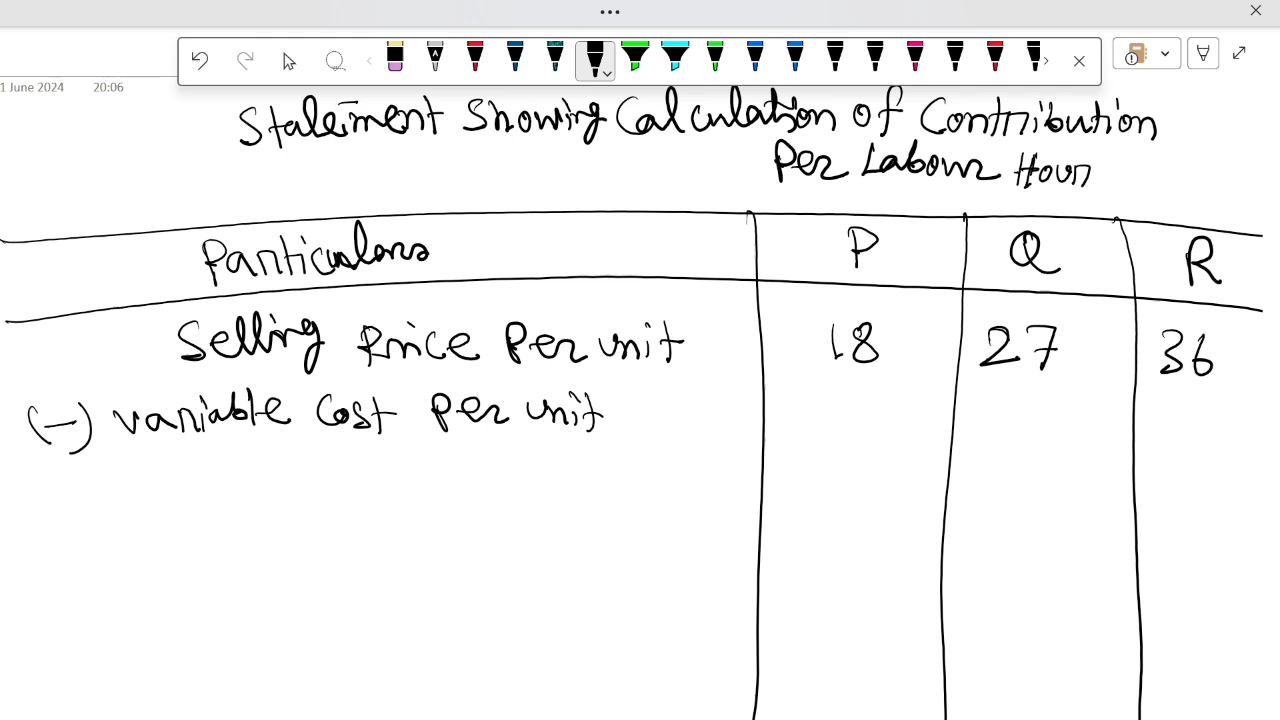 1 June 2024 20:06
Statement Showing Calculation of Contribution
Per Labour Hour
Particulars P Q R
Selling Price Per unit 18 27 36
(-) variable Cost per unit